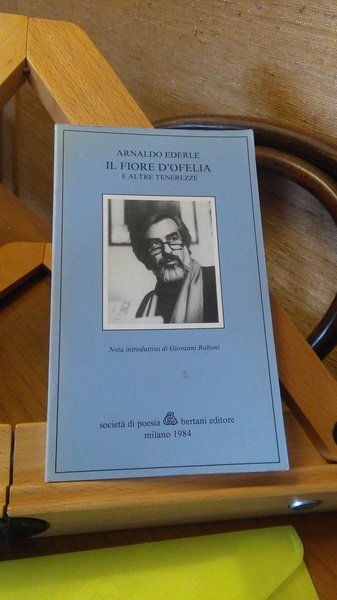 ARNALDO EDERLE
IL FIORE D'OFELIA
E ALTRE TENEREZZE
Nota introduttiva di Giovanni Raboni
società di poesia bertani editore
milano 1984